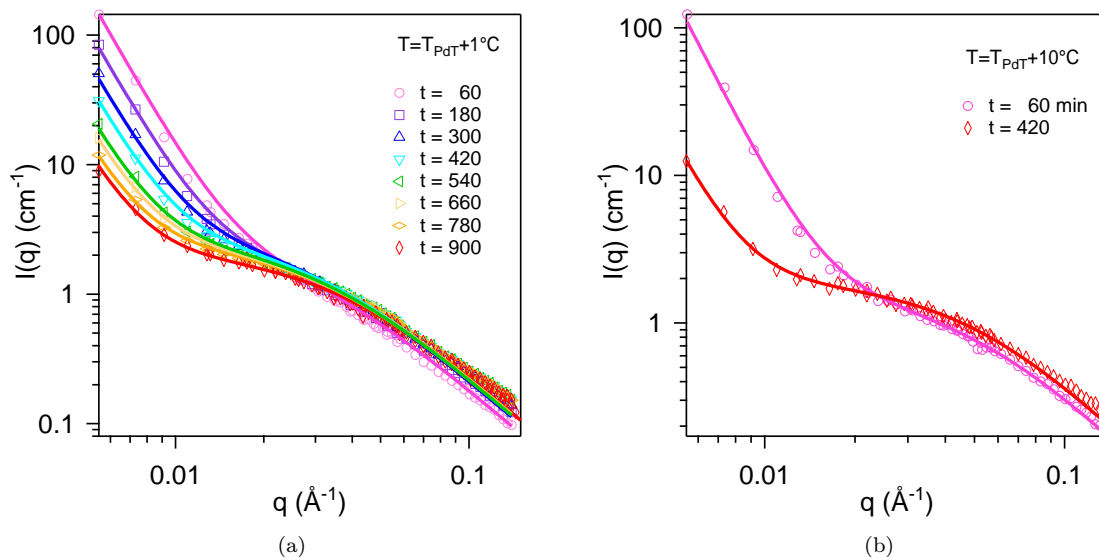 T=T_PdT+1°C
t = 60
t = 180
t = 300
t = 420
t = 540
t = 660
t = 780
t = 900
100
10
1
0.1
I(q) (cm⁻¹)
0.01
0.1
q (Å⁻¹)
(a)
T=T_PdT+10°C
t = 60 min
t = 420
100
10
1
I(q) (cm⁻¹)
0.01
0.1
q (Å⁻¹)
(b)